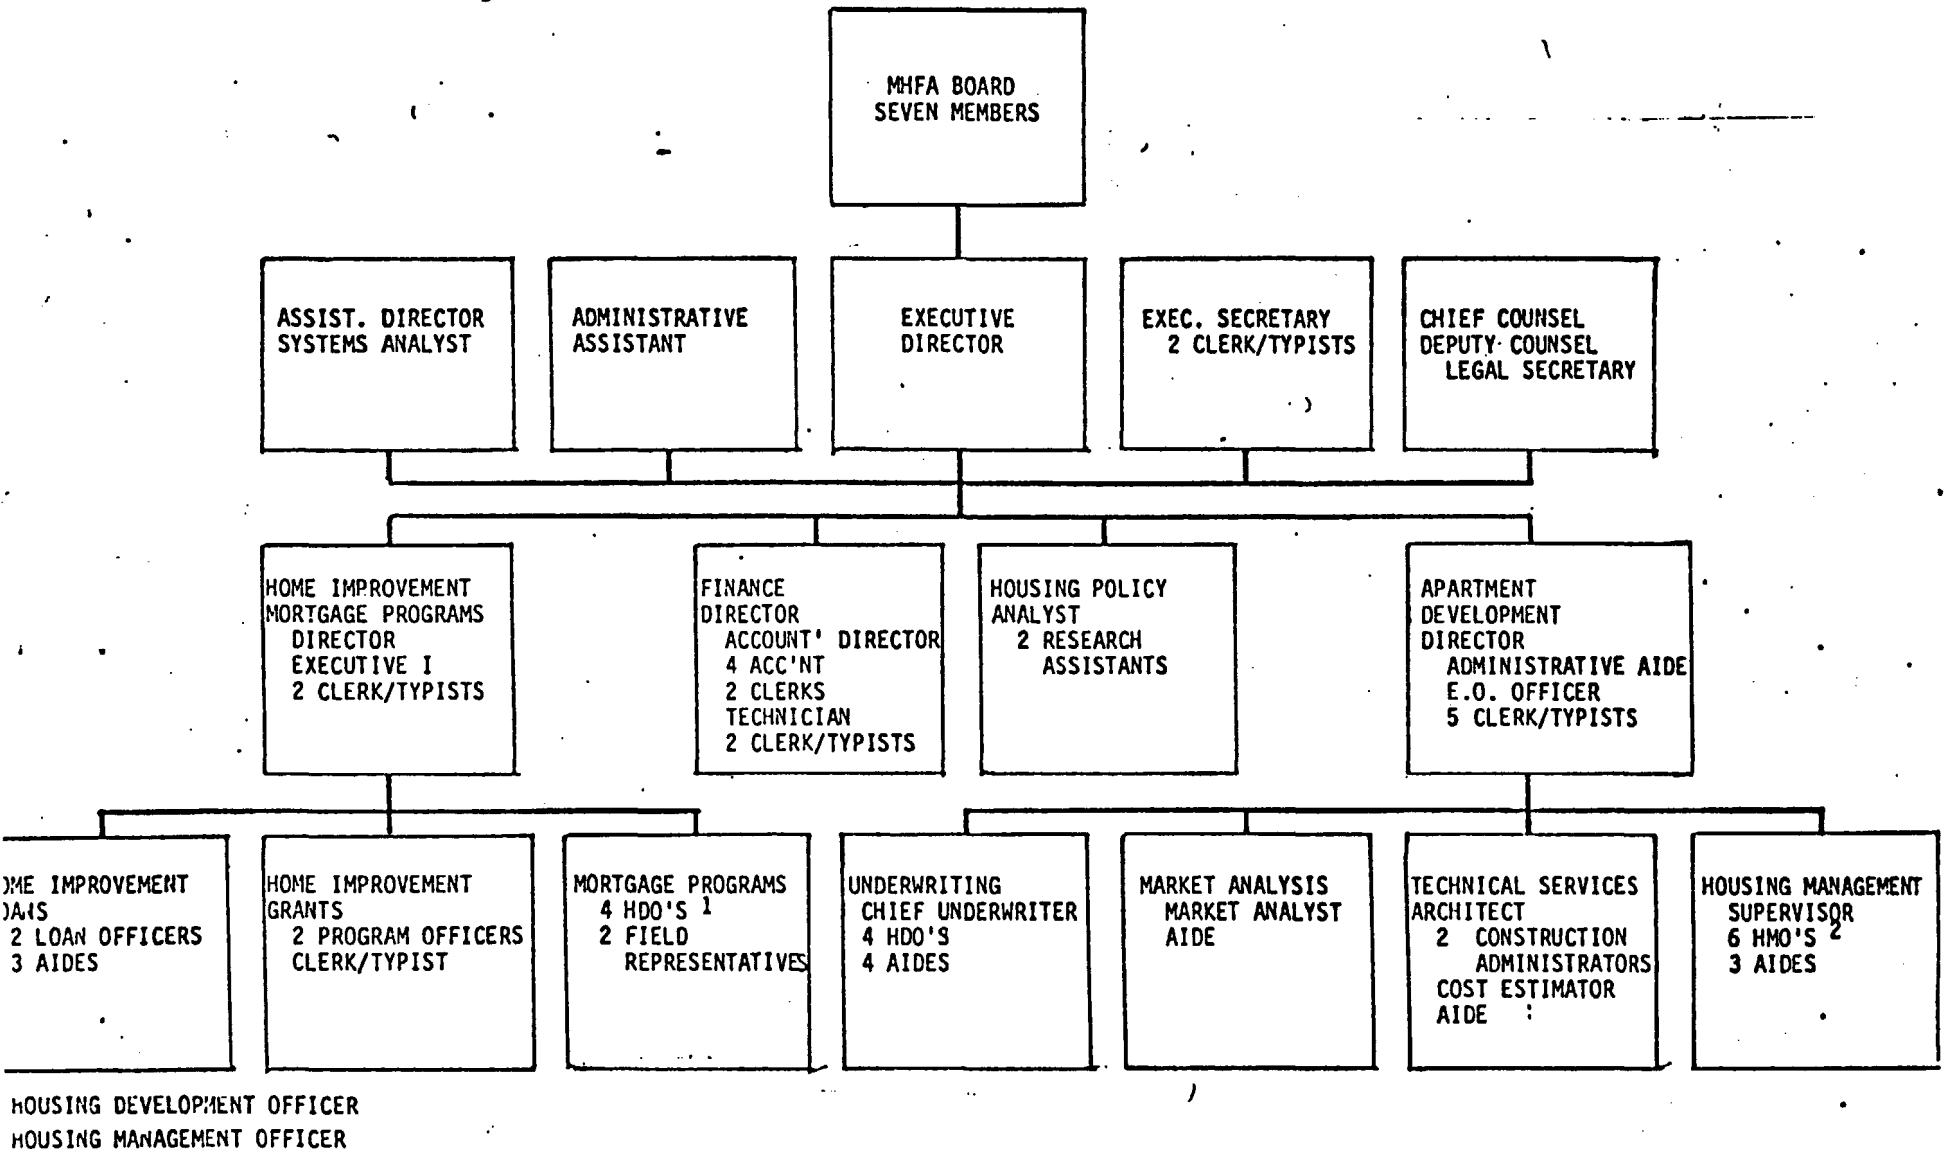 MHFA BOARD
SEVEN MEMBERS
ASSIST. DIRECTOR
SYSTEMS ANALYST
ADMINISTRATIVE
ASSISTANT
EXECUTIVE
DIRECTOR
EXEC. SECRETARY
2 CLERK/TYPISTS
CHIEF COUNSEL
DEPUTY COUNSEL
LEGAL SECRETARY
HOME IMPROVEMENT
MORTGAGE PROGRAMS
DIRECTOR
EXECUTIVE I
2 CLERK/TYPISTS
FINANCE
DIRECTOR
ACCOUNT' DIRECTOR
4 ACC'NT
2 CLERKS
TECHNICIAN
2 CLERK/TYPISTS
HOUSING POLICY
ANALYST
2 RESEARCH
ASSISTANTS
APARTMENT
DEVELOPMENT
DIRECTOR
ADMINISTRATIVE AIDE
E.O. OFFICER
5 CLERK/TYPISTS
OME IMPROVEMENT
OANS
2 LOAN OFFICERS
3 AIDES
HOME IMPROVEMENT
GRANTS
2 PROGRAM OFFICERS
CLERK/TYPIST
MORTGAGE PROGRAMS
4 HDO'S 1
2 FIELD
REPRESENTATIVES
UNDERWRITING
CHIEF UNDERWRITER
4 HDO'S
4 AIDES
MARKET ANALYSIS
MARKET ANALYST
AIDE
TECHNICAL SERVICES
ARCHITECT
2 CONSTRUCTION
ADMINISTRATORS
COST ESTIMATOR
AIDE
HOUSING MANAGEMENT
SUPERVISOR
6 HMO'S 2
3 AIDES
HOUSING DEVELOPMENT OFFICER
HOUSING MANAGEMENT OFFICER